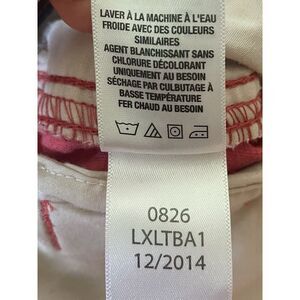 LAVER À LA MACHINE À L'EAU
FROIDE AVEC DES COULEURS
SIMILAIRES
AGENT BLANCHISSANT SANS
CHLORURE DÉCOLORANT
UNIQUEMENT AU BESOIN
SÉCHAGE PAR CULBUTAGE À
BASSE TEMPÉRATURE
FER CHAUD AU BESOIN
0826
LXLTBA1
12/2014